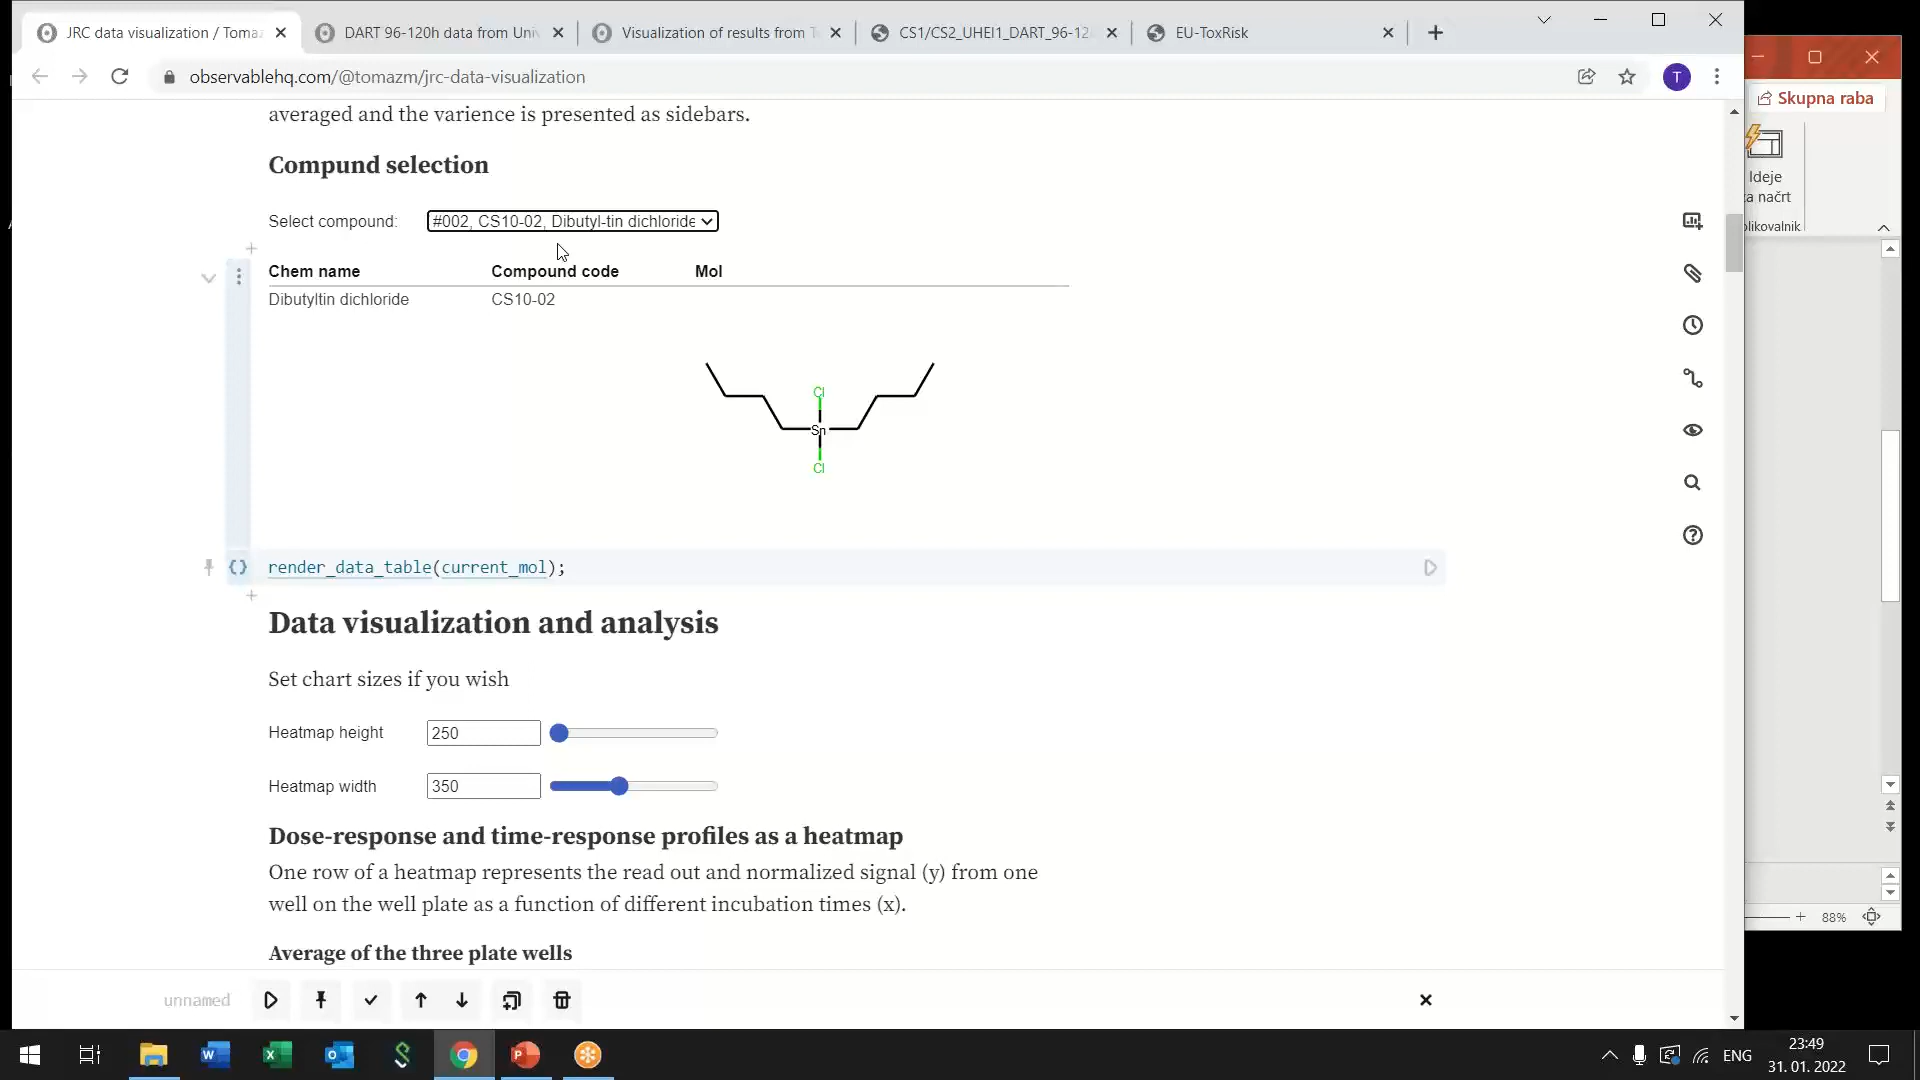 JRC data visualization / Toma
DART 96-120h data from Uni
Visualization of results from T
CS1/CS2_UHEI1_DART_96-12
EU-ToxRisk
observablehq.com/@tomazm/jrc-data-visualization
T
Skupna raba
averaged and the varience is presented as sidebars.
Ideje
za načrt
blikovalnik
Compund selection
Select compound:
#002, CS10-02, Dibutyl-tin dichloride
Chem name
Compound code
Mol
Dibutyltin dichloride
CS10-02
Cl
Sn
Cl
render_data_table(current_mol);
Data visualization and analysis
Set chart sizes if you wish
Heatmap height
250
Heatmap width
350
Dose-response and time-response profiles as a heatmap
One row of a heatmap represents the read out and normalized signal (y) from one
well on the well plate as a function of different incubation times (x).
88%
Average of the three plate wells
unnamed
ENG
23:49
31. 01. 2022